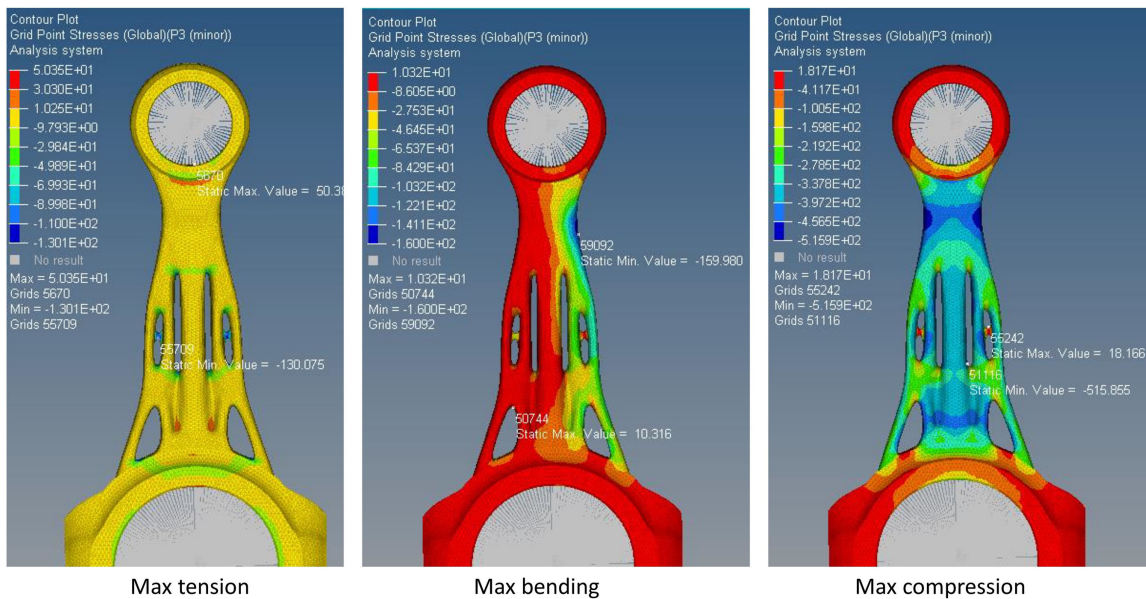 Contour Plot
Grid Point Stresses (Global)(P3 (minor))
Analysis system
5.035E+01
3.030E+01
1.025E+01
-9.793E+00
-2.984E+01
-4.989E+01
-6.993E+01
-8.998E+01
-1.100E+02
-1.301E+02
No result
Max = 5.035E+01
Grids 5670
Min = -1.301E+02
Grids 55709
5670
Static Max. Value = 50.3
55709
Static Min. Value = -130.075
Max tension
Contour Plot
Grid Point Stresses (Global)(P3 (minor))
Analysis system
1.032E+01
-8.605E+00
-2.753E+01
-4.645E+01
-6.537E+01
-8.429E+01
-1.032E+02
-1.221E+02
-1.411E+02
-1.600E+02
No result
Max = 1.032E+01
Grids 50744
Min = -1.600E+02
Grids 59092
59092
Static Min. Value = -159.980
50744
Static Max. Value = 10.316
Max bending
Contour Plot
Grid Point Stresses (Global)(P3 (minor))
Analysis system
1.817E+01
-4.117E+01
-1.005E+02
-1.598E+02
-2.192E+02
-2.785E+02
-3.378E+02
-3.972E+02
-4.565E+02
-5.159E+02
No result
Max = 1.817E+01
Grids 55242
Min = -5.159E+02
Grids 51116
55242
Static Max. Value = 18.166
51116
Static Min. Value = -515.855
Max compression